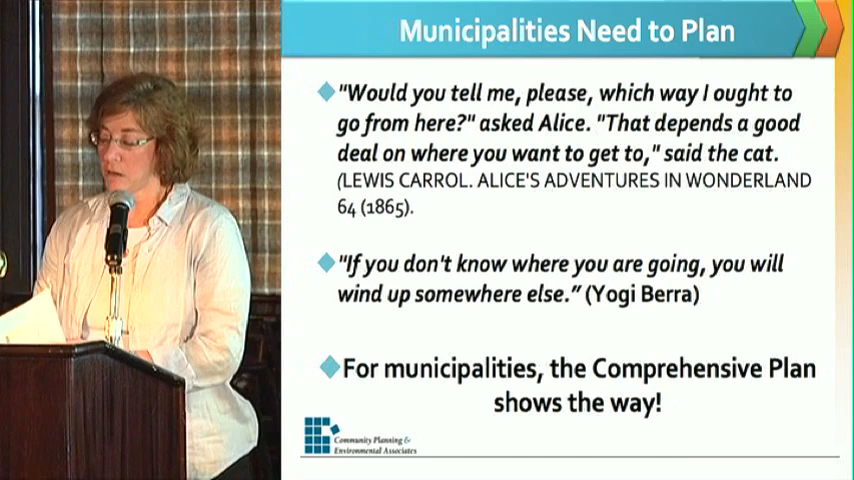 Municipalities Need to Plan
"Would you tell me, please, which way I ought to
go from here?" asked Alice. "That depends a good
deal on where you want to get to," said the cat.
(LEWIS CARROL. ALICE'S ADVENTURES IN WONDERLAND
64 (1865).
"If you don't know where you are going, you will
wind up somewhere else.” (Yogi Berra)
For municipalities, the Comprehensive Plan
shows the way!
Community Planning &
Environmental Associates